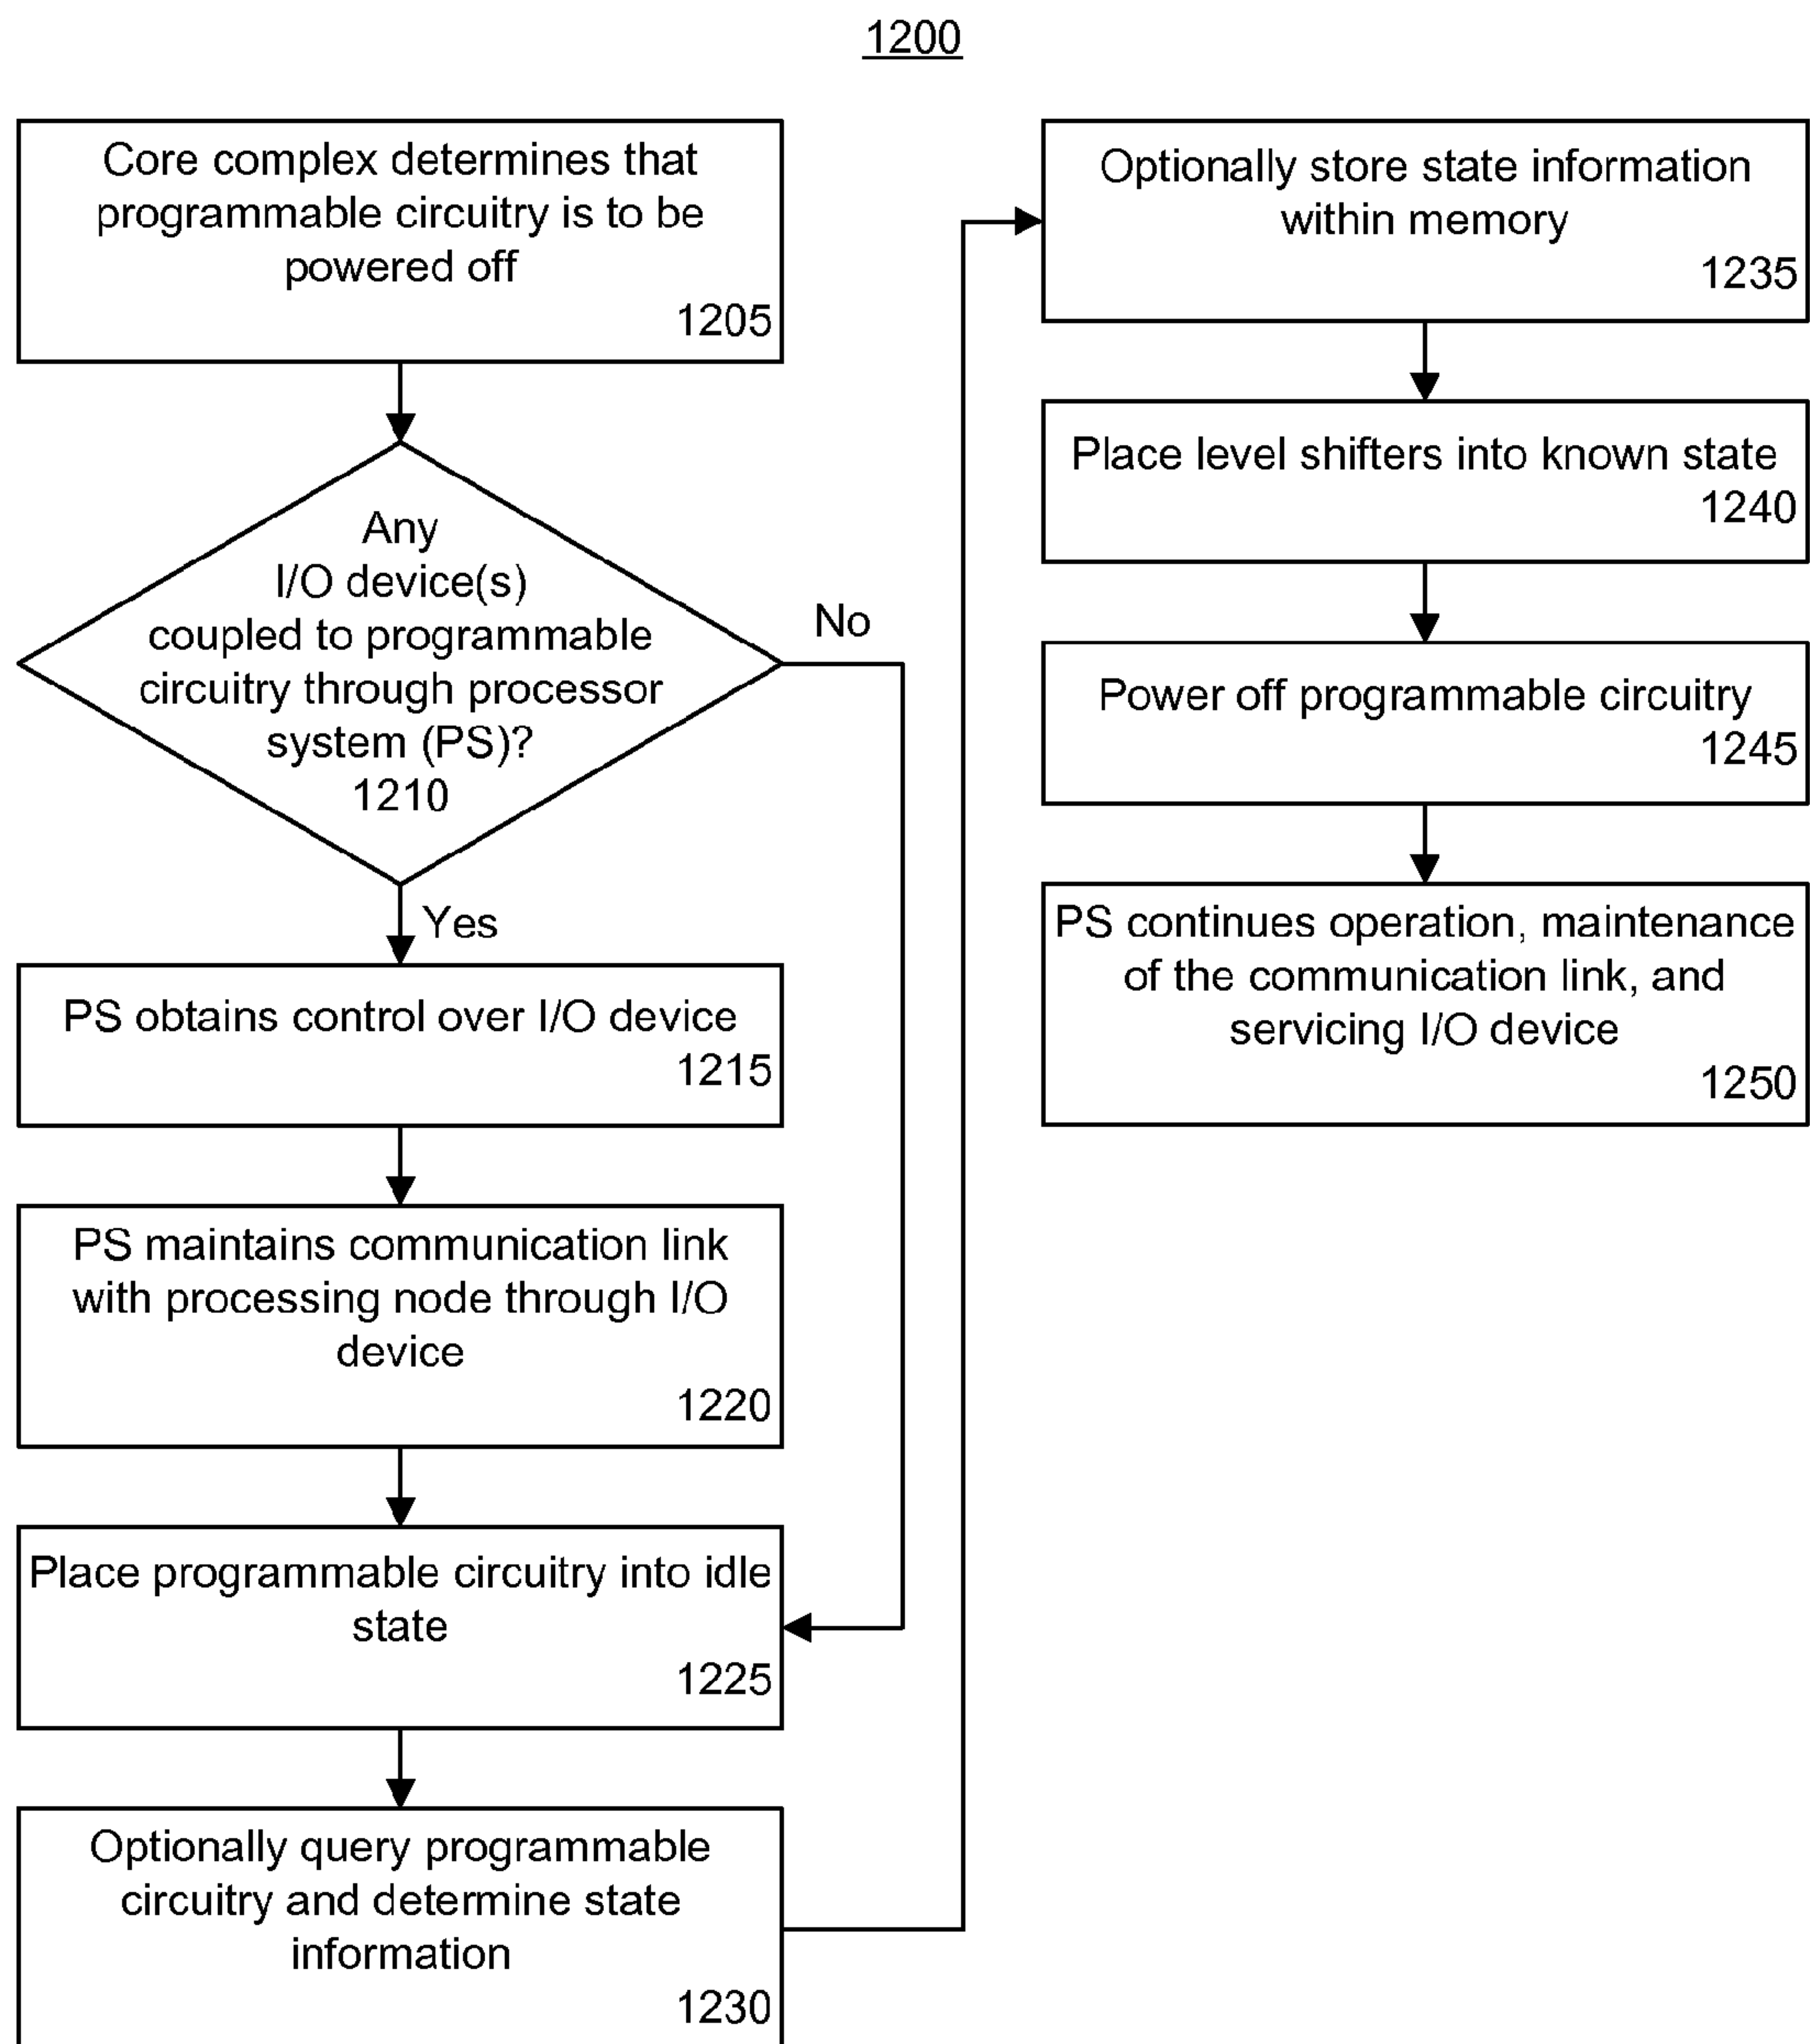 1200
Core complex determines that
programmable circuitry is to be
powered off
1205
Any
I/O device(s)
coupled to programmable
circuitry through processor
system (PS)?
1210
No
Yes
PS obtains control over I/O device
1215
PS maintains communication link
with processing node through I/O
device
1220
Place programmable circuitry into idle
state
1225
Optionally query programmable
circuitry and determine state
information
1230
Optionally store state information
within memory
1235
Place level shifters into known state
1240
Power off programmable circuitry
1245
PS continues operation, maintenance
of the communication link, and
servicing I/O device
1250